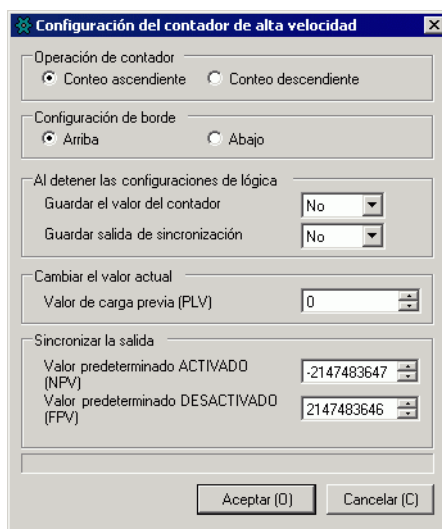 Configuración del contador de alta velocidad
Operación de contador
Conteo ascendiente Conteo descendiente
Configuración de borde
Arriba Abajo
Al detener las configuraciones de lógica
Guardar el valor del contador No
Guardar salida de sincronización No
Cambiar el valor actual
Valor de carga previa (PLV) 0
Sincronizar la salida
Valor predeterminado ACTIVADO
(NPV) -2147483647
Valor predeterminado DESACTIVADO
(FPV) 2147483646
Aceptar (O) Cancelar (C)